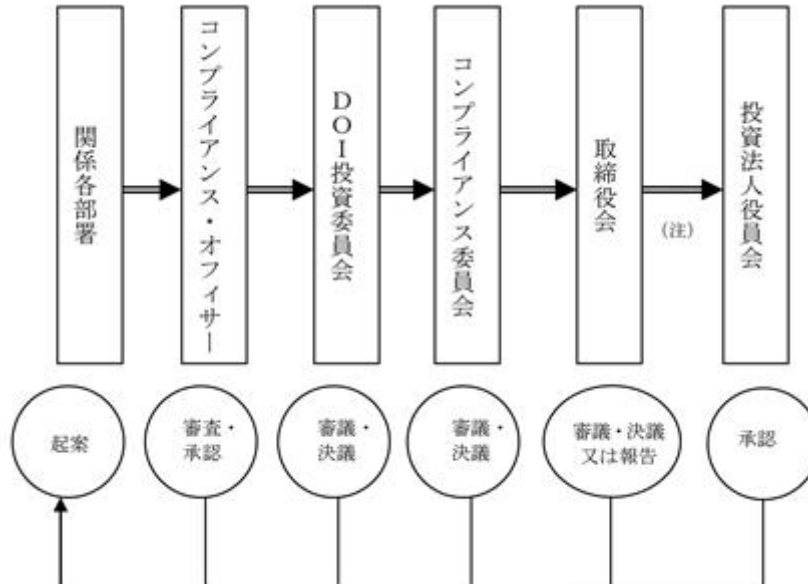 関係各部署
コンプライアンス・オフィサー
DOI投資委員会
コンプライアンス委員会
取締役会
(注)
投資法人役員会
起案
審査・
承認
審議・
決議
審議・
決議
審議・決議
又は報告
承認